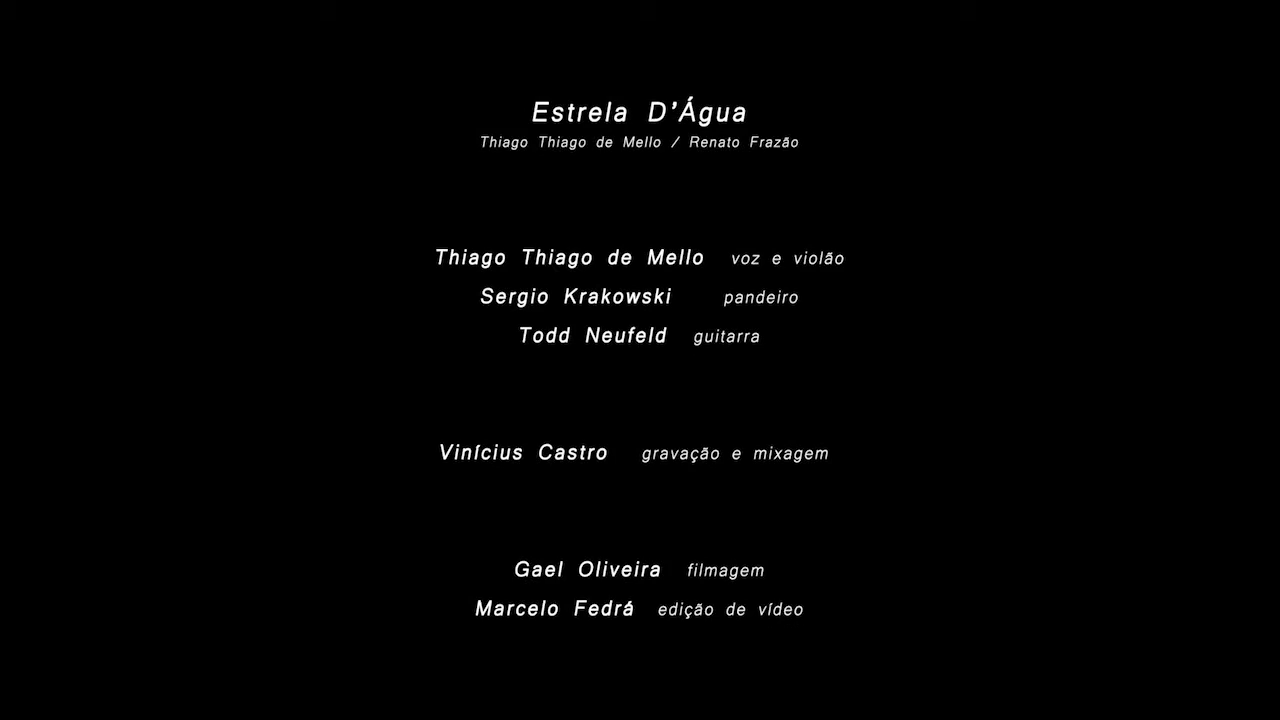 Estrela D'Água
Thiago Thiago de Mello / Renato Frazão
Thiago Thiago de Mello voz e violão
Sergio Krakowski pandeiro
Todd Neufeld guitarra
Vinícius Castro gravação e mixagem
Gael Oliveira filmagem
Marcelo Fedrá edição de vídeo